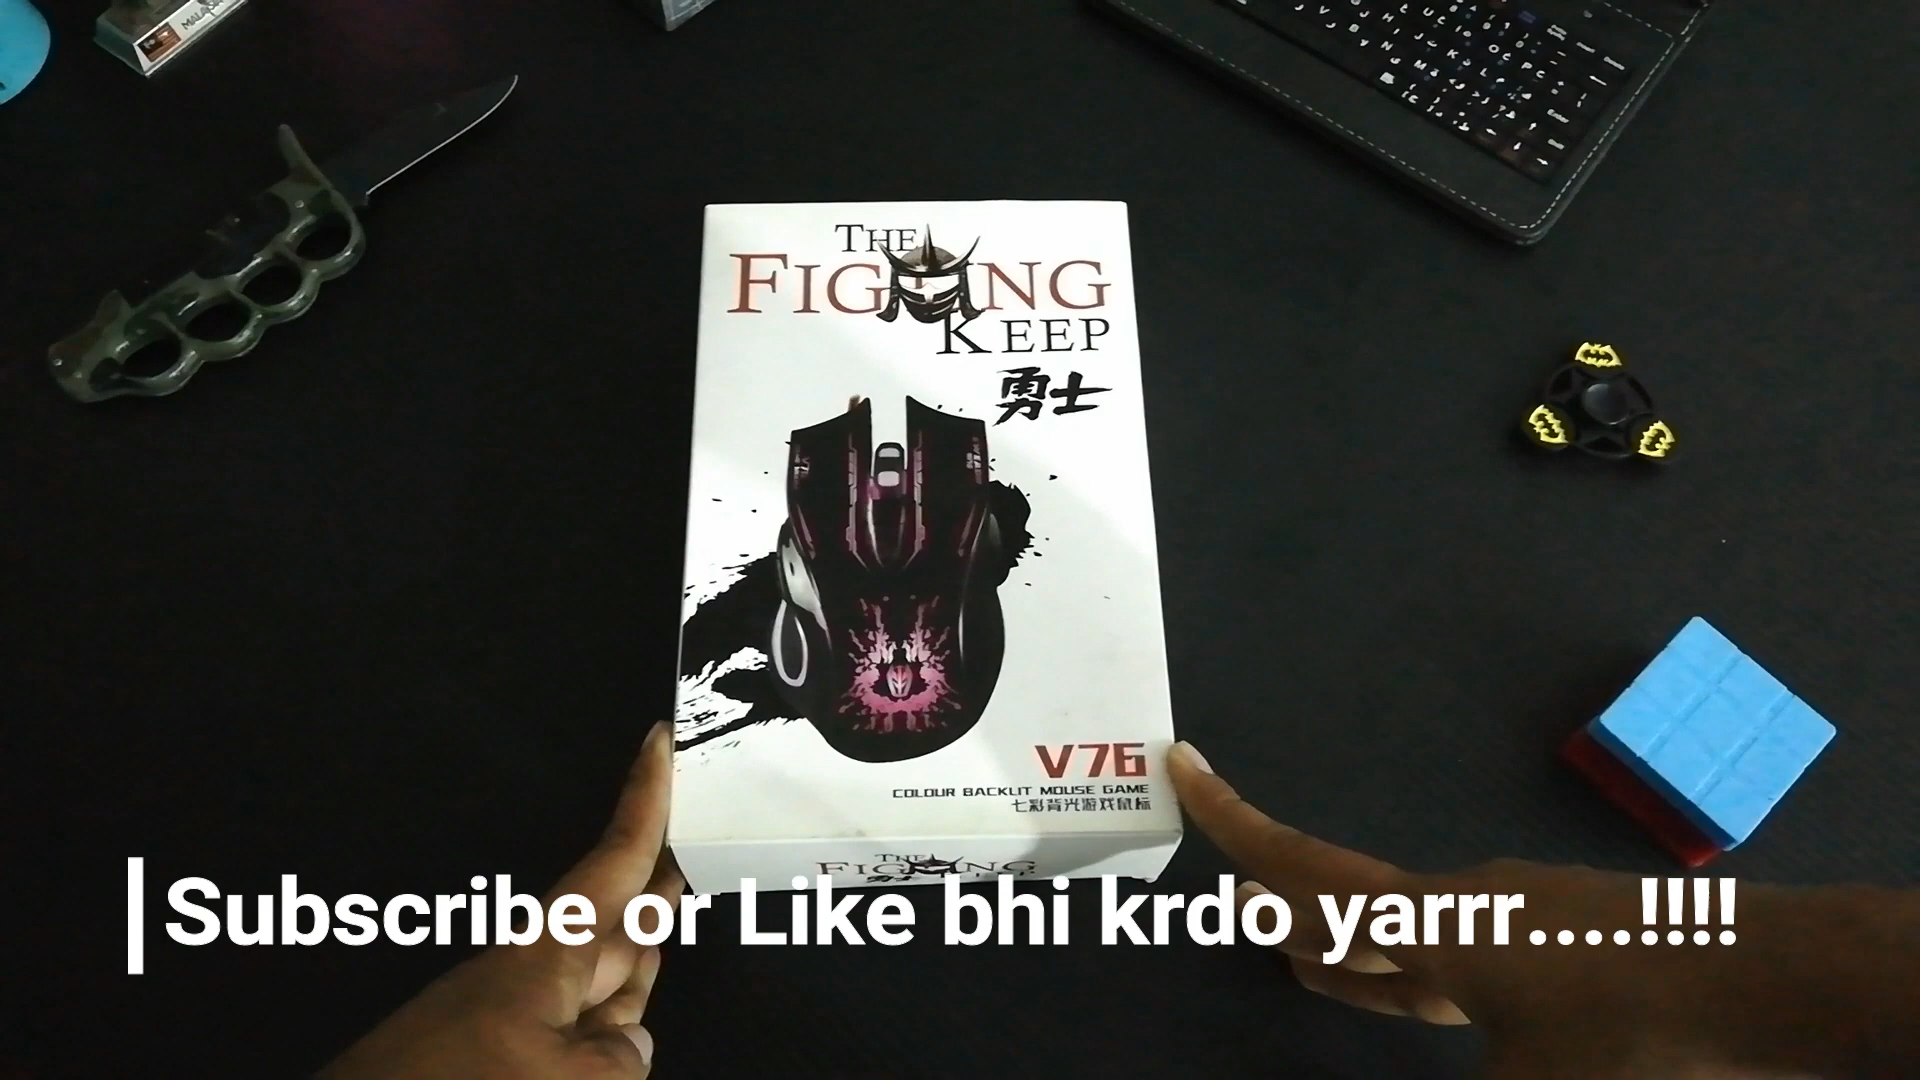 THE
FIGHTING
KEEP
勇士
V76
COLOUR BACKLIT MOUSE GAME
七彩背光游戏鼠标
THE
Subscribe or Like bhi krdo yarrr....!!!!